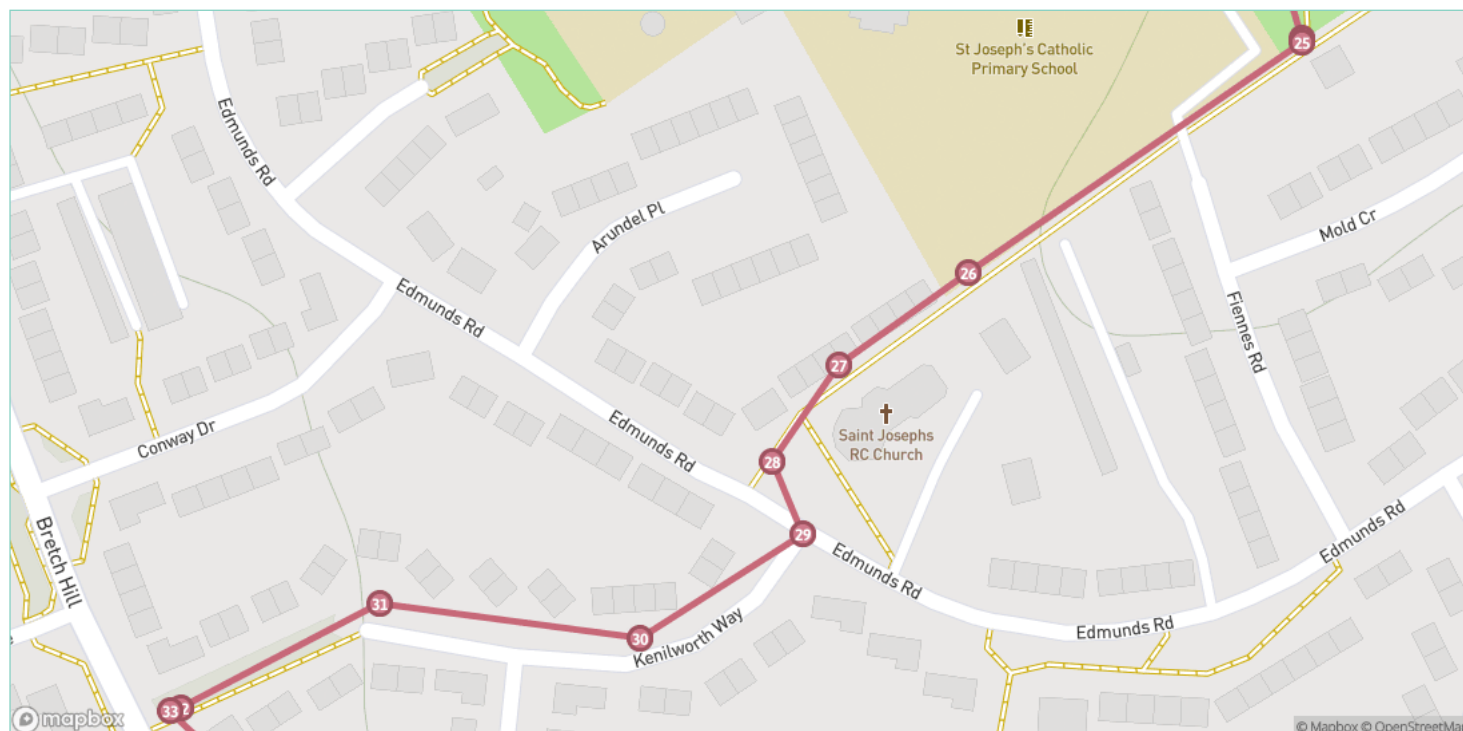 St Joseph's Catholic
Primary School
25
Edmunds Rd
Arundel Pl
Mold Cr
26
Edmunds Rd
Fiennes Rd
27
Saint Josephs
RC Church
Conway Dr
Edmunds Rd
28
Bretch Hill
29
Edmunds Rd
Edmunds Rd
31
30
Kenilworth Way
Edmunds Rd
33
mapbox
© Mapbox © OpenStreetMap